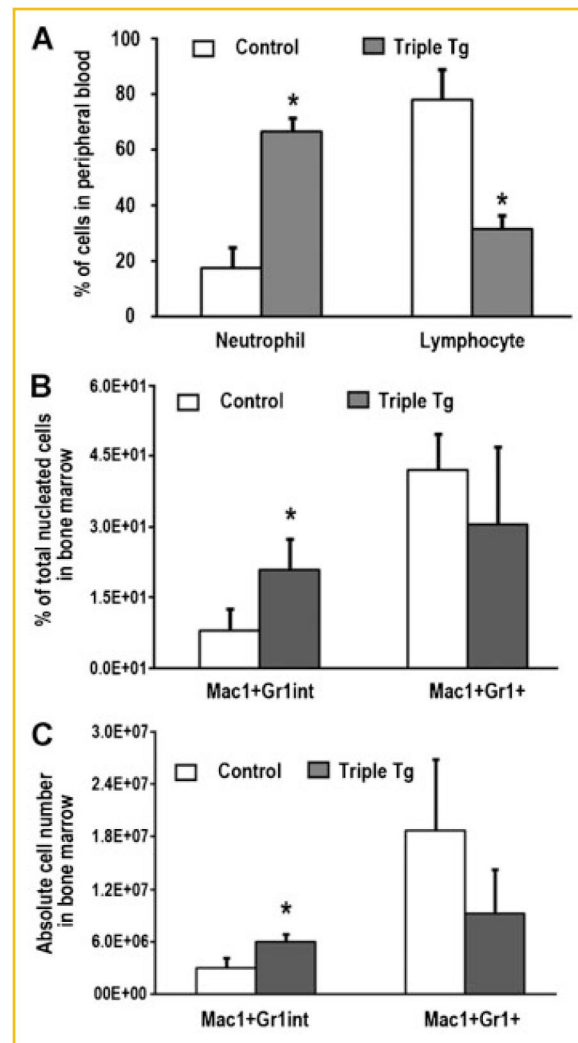 A
Control
Triple Tg
% of cells in peripheral blood
100
80
60
40
20
0
*
*
Neutrophil
Lymphocyte
B
Control
Triple Tg
% of total nucleated cells
in bone marrow
6.0E+01
4.5E+01
3.0E+01
1.5E+01
0.0E+01
*
Mac1+Gr1int
Mac1+Gr1+
C
Control
Triple Tg
Absolute cell number
in bone marrow
3.0E+07
2.4E+07
1.8E+07
1.2E+07
6.0E+06
00E+00
*
Mac1+Gr1int
Mac1+Gr1+